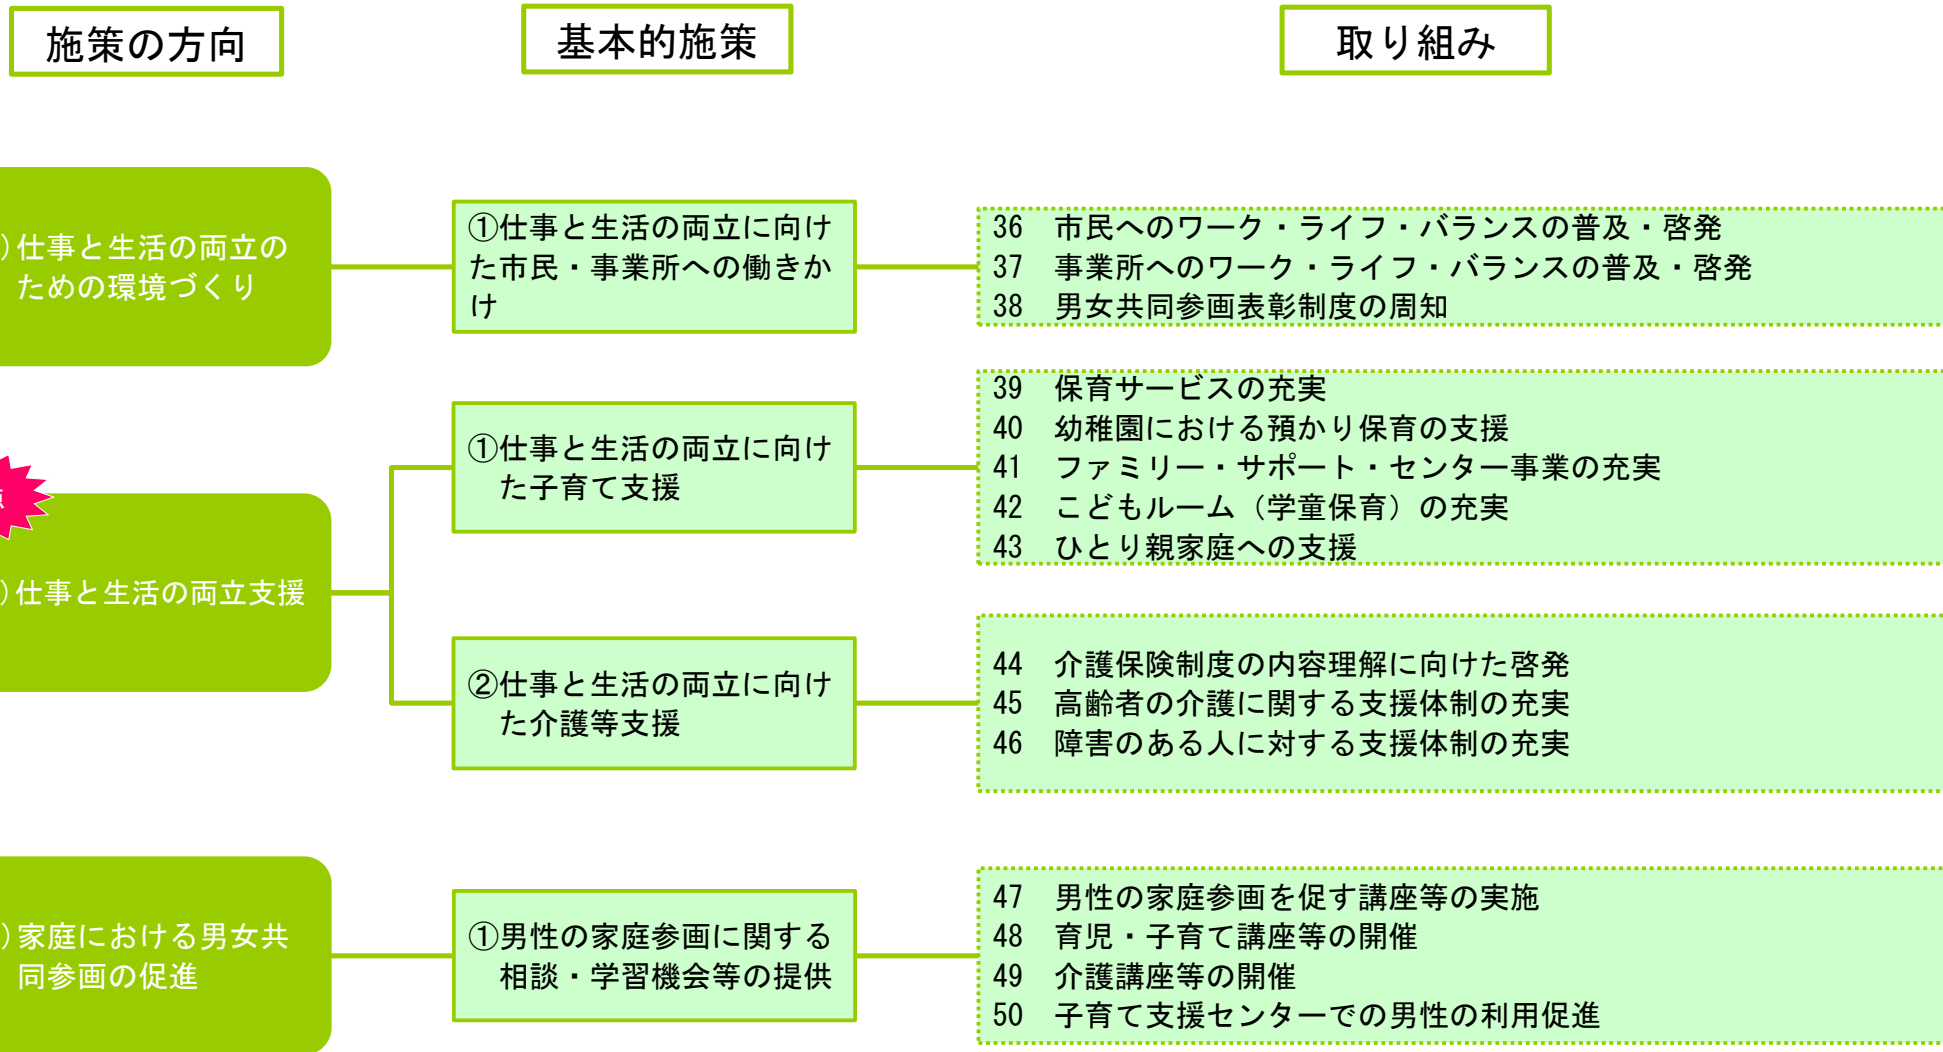 施策の方向
基本的施策
取り組み
)仕事と生活の両立の
ための環境づくり
①仕事と生活の両立に向け
た市民・事業所への働きか
け
36 市民へのワーク・ライフ・バランスの普及・啓発
37 事業所へのワーク・ライフ・バランスの普及・啓発
38 男女共同参画表彰制度の周知
)仕事と生活の両立支援
①仕事と生活の両立に向け
た子育て支援
39 保育サービスの充実
40 幼稚園における預かり保育の支援
41 ファミリー・サポート・センター事業の充実
42 こどもルーム（学童保育）の充実
43 ひとり親家庭への支援
②仕事と生活の両立に向け
た介護等支援
44 介護保険制度の内容理解に向けた啓発
45 高齢者の介護に関する支援体制の充実
46 障害のある人に対する支援体制の充実
)家庭における男女共
同参画の促進
①男性の家庭参画に関する
相談・学習機会等の提供
47 男性の家庭参画を促す講座等の実施
48 育児・子育て講座等の開催
49 介護講座等の開催
50 子育て支援センターでの男性の利用促進